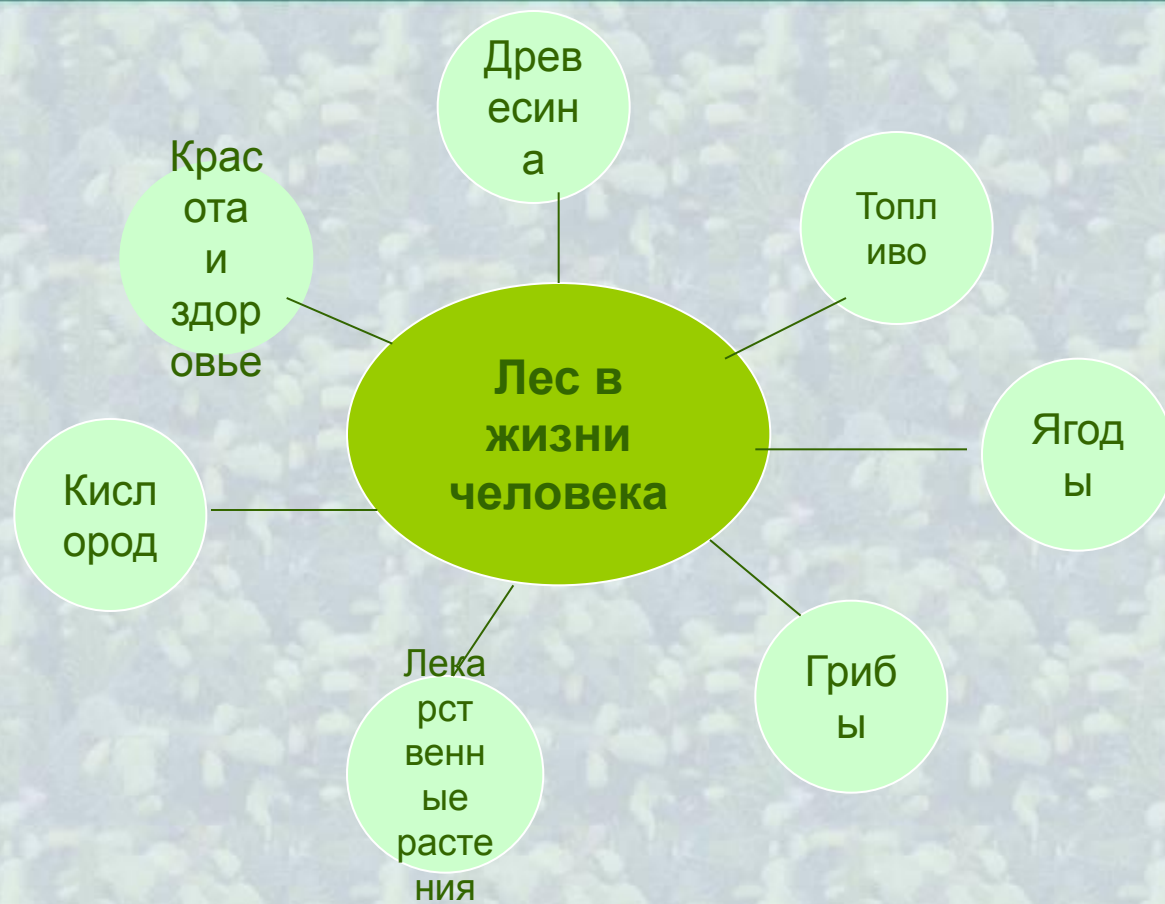 Древ
есин
а
Крас
ота
и
здор
овье
Топл
иво
Лес в
жизни
человека
Ягод
ы
Кисл
ород
Гриб
ы
Лека
рст
венн
ые
расте
ния